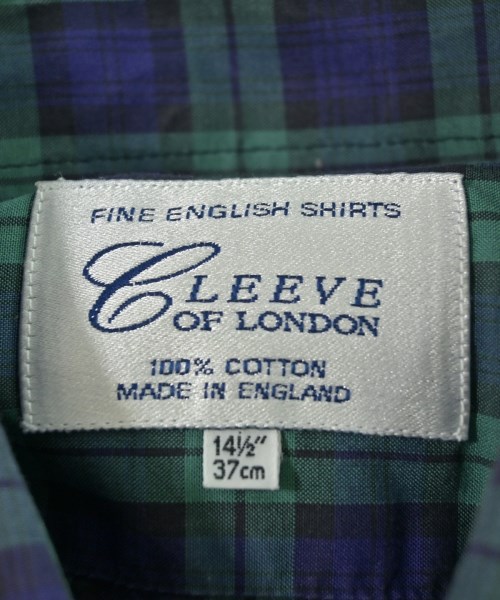 FINE ENGLISH SHIRTS
CLEEVE
OF LONDON
100% COTTON
MADE IN ENGLAND
14½"
37cm